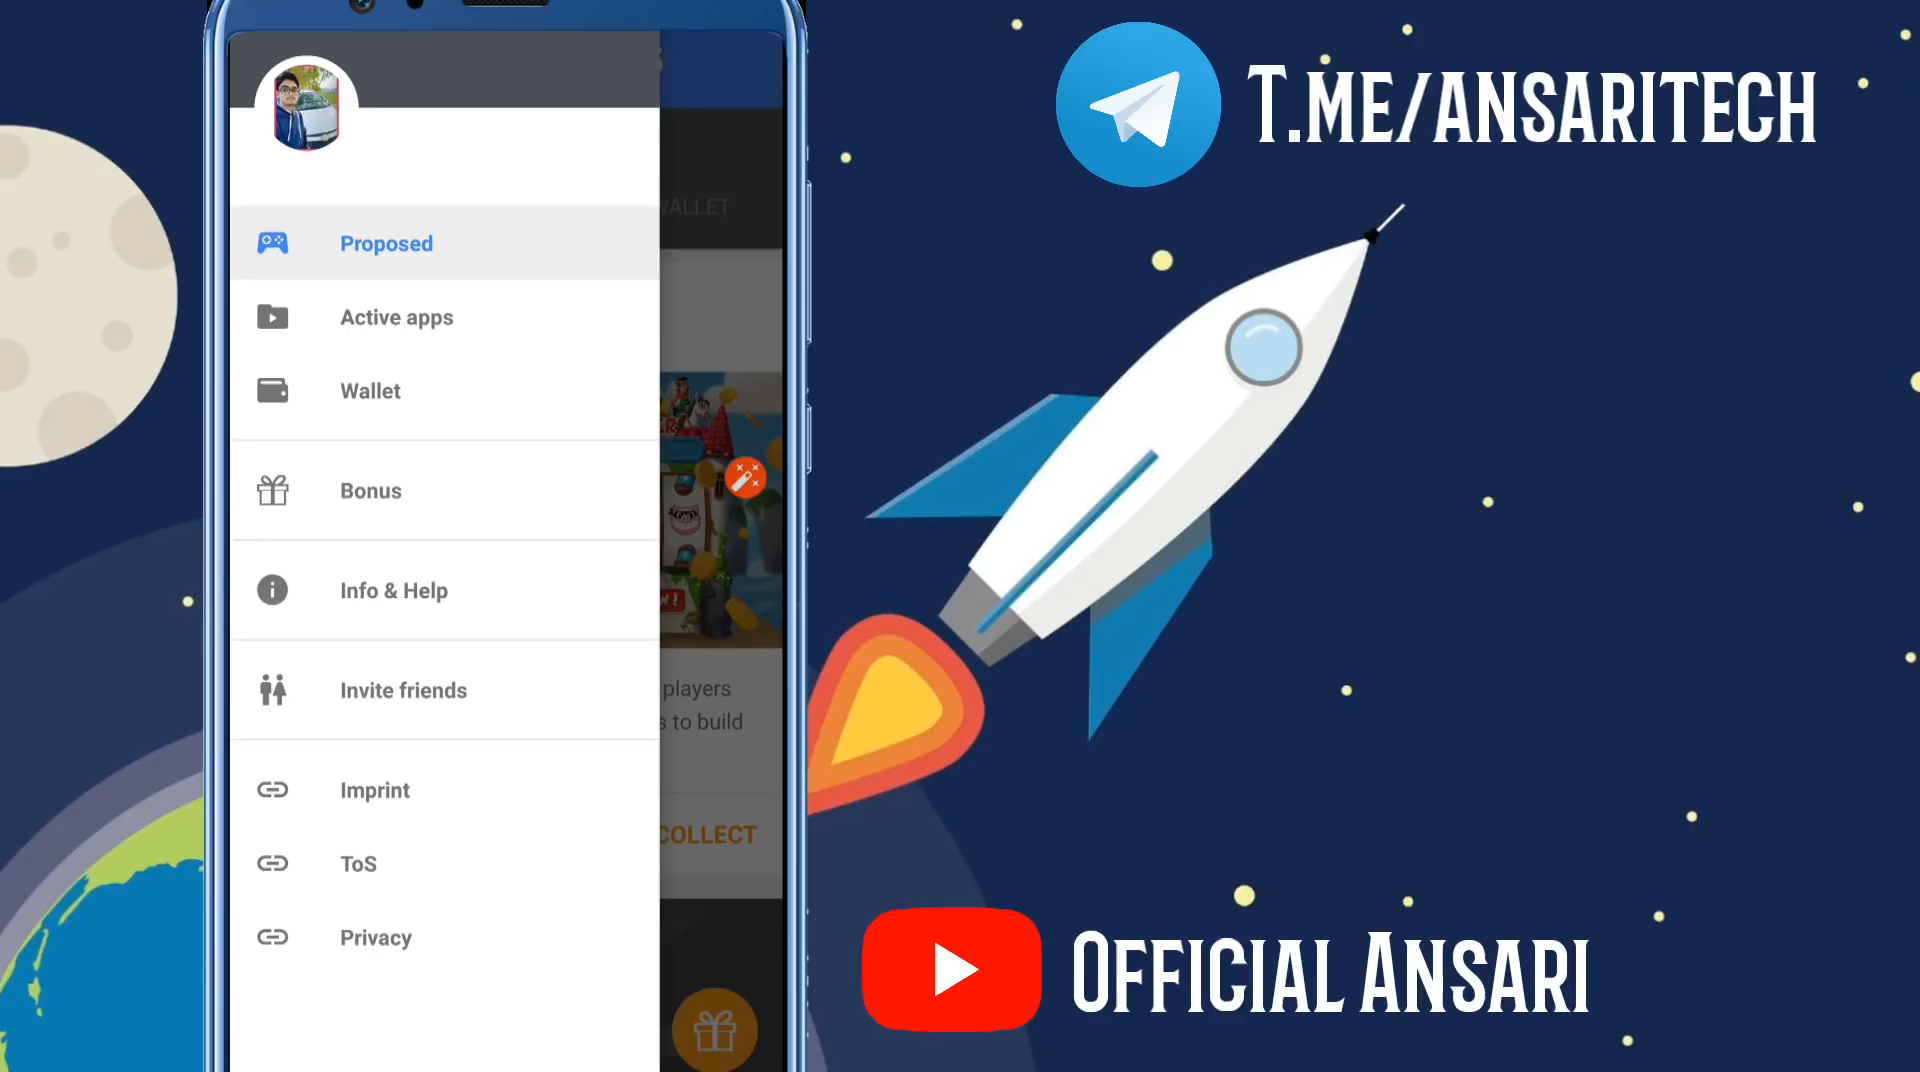 T.ME/ANSARITECH
Proposed
Active apps
Wallet
Bonus
Info & Help
Invite friends
Imprint
ToS
Privacy
players
to build
COLLECT
OFFICIAL ANSARI